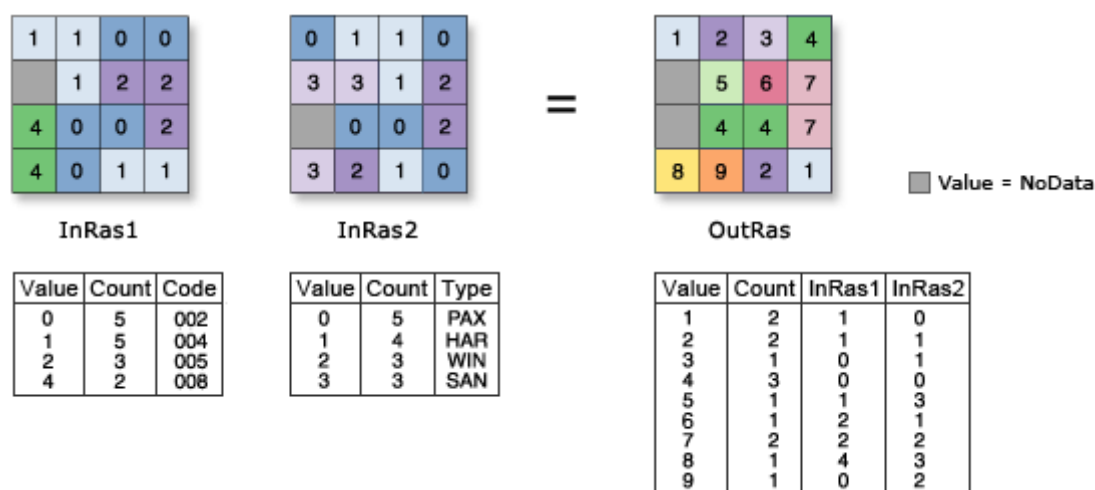 1 1 0 0
1 2 2
4 0 0 2
4 0 1 1
InRas1
0 1 1 0
3 3 1 2
0 0 2
3 2 1 0
InRas2
=
1 2 3 4
5 6 7
4 4 7
8 9 2 1
OutRas
Value = NoData
Value Count Code
0 5 002
1 5 004
2 3 005
4 2 008
Value Count Type
0 5 PAX
1 4 HAR
2 3 WIN
3 3 SAN
Value Count InRas1 InRas2
1 2 1 0
2 2 1 1
3 1 0 1
4 3 0 0
5 1 1 3
6 1 2 1
7 2 2 2
8 1 4 3
9 1 0 2